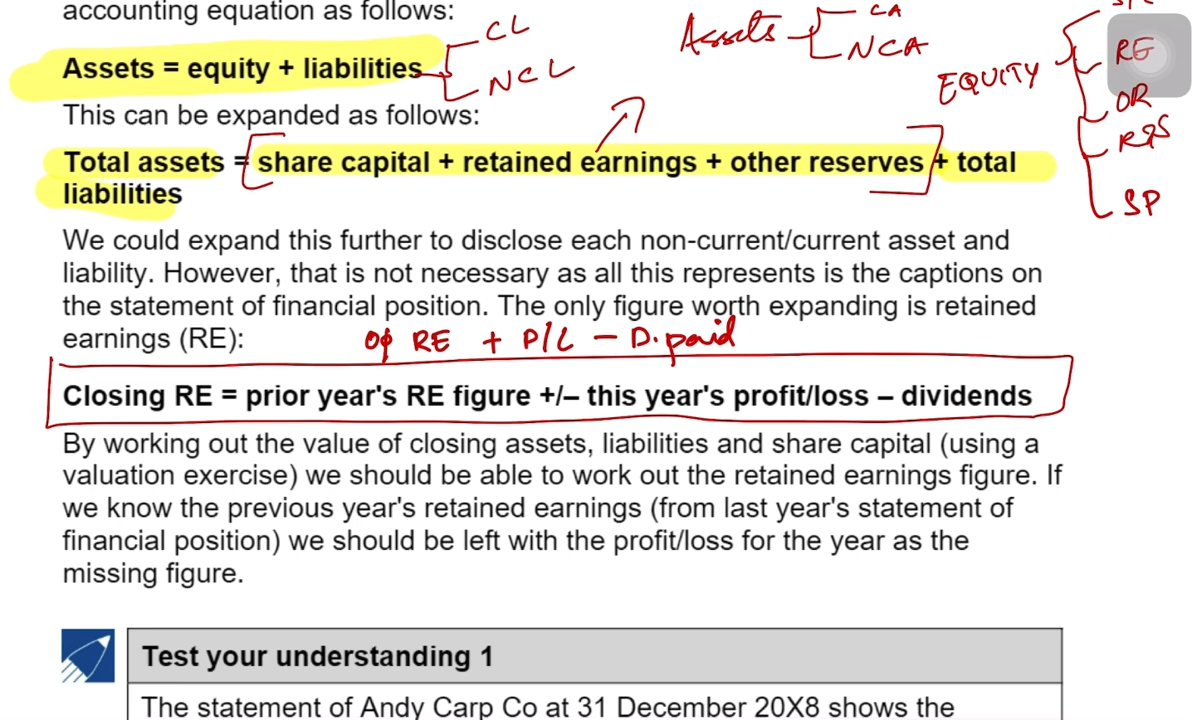 accounting equation as follows:
CL
Assets
CA
NCA
Assets = equity + liabilities
NCL
EQUITY
RE
OR
This can be expanded as follows:
Total assets = share capital + retained earnings + other reserves + total
liabilities
SP
We could expand this further to disclose each non-current/current asset and
liability. However, that is not necessary as all this represents is the captions on
the statement of financial position. The only figure worth expanding is retained
earnings (RE):
op RE + P/L – D.paid
Closing RE = prior year's RE figure +/– this year's profit/loss – dividends
By working out the value of closing assets, liabilities and share capital (using a
valuation exercise) we should be able to work out the retained earnings figure. If
we know the previous year's retained earnings (from last year's statement of
financial position) we should be left with the profit/loss for the year as the
missing figure.
Test your understanding 1
The statement of Andy Carp Co at 31 December 20X8 shows the